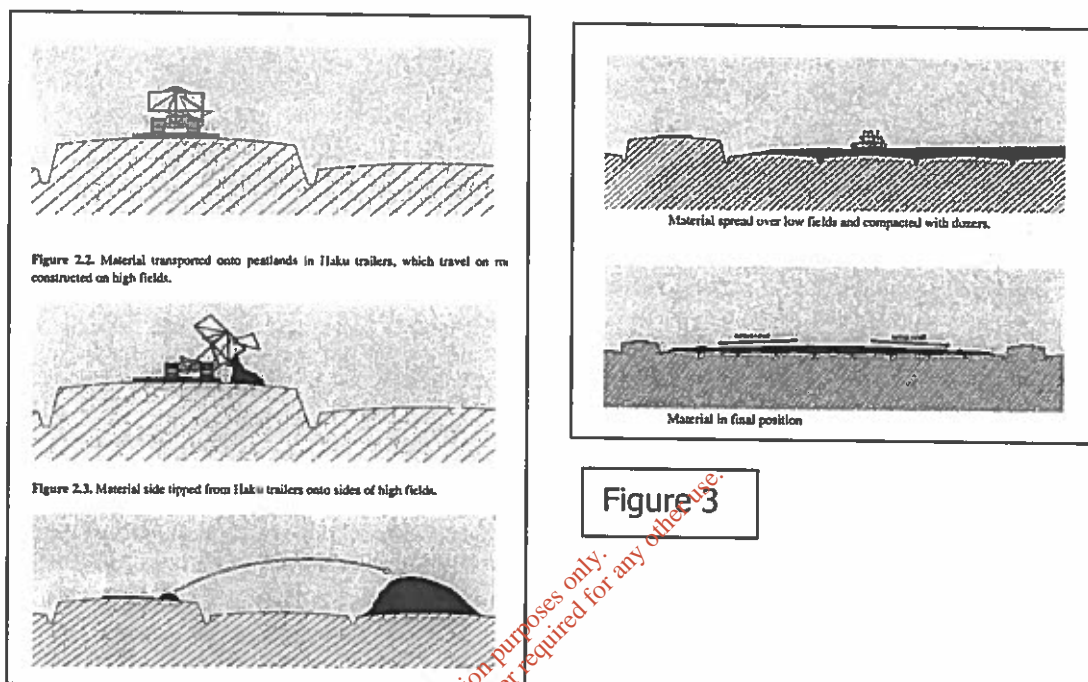 Figure 2.2. Material transported onto peatlands in Haku trailers, which travel on
constructed on high fields.
Figure 2.3. Material side tipped from Haku trailers onto sides of high fields.
Material spread over low fields and compacted with dozers.
Material in final position
Figure 3
ion purposes only.
required for any other use.